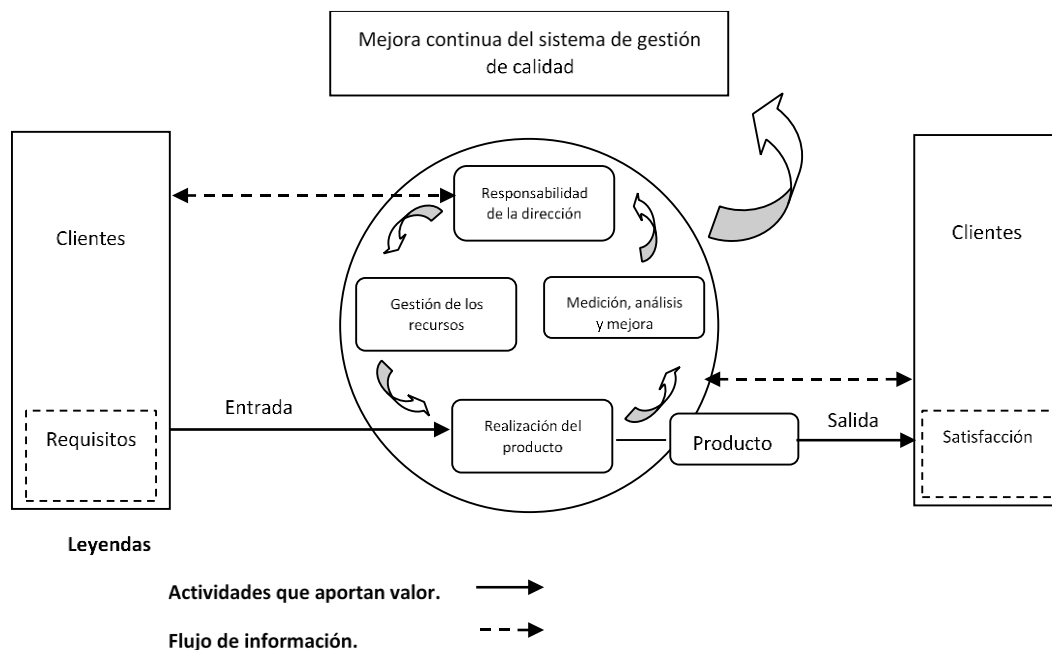 Mejora continua del sistema de gestión
de calidad
Responsabilidad
de la dirección
Clientes
Clientes
Gestión de los
recursos
Medición, análisis
y mejora
Entrada
Requisitos
Realización del
producto
Producto
Salida
Satisfacción
Leyendas
Actividades que aportan valor.
Flujo de información.